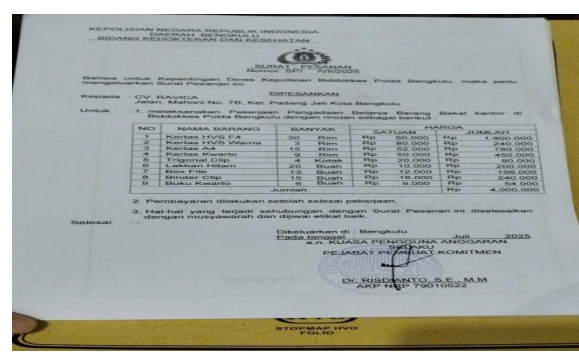 KEPOLISIAN NEGARA REPUBLIK INDONESIA
DAERAH BENGKULU
BIDANG KEDOKTERAN DAN KESEHATAN
SURAT PESANAN
Nomor SP/ /VII/2025
Bahwa untuk Kepentingan Dinas Kepolisian Biddokkes Polda Bengkulu, maka perlu
mengeluarkan Surat Pesanan ini.
DIPESANKAN
Kepada : CV. RAVICA
Jalan. Mahoni No. 7B, Kel. Padang Jati Kota Bengkulu
Untuk : 1. melaksanakan Pekerjaan Pengadaan Belanja Barang Bekal kantor di
Biddokkes Polda Bengkulu dengan rincian sebagai berikut :
NO NAMA BARANG BANYAK HARGA
SATUAN JUMLAH
1 Kertas HVS F4 30 Rim Rp 60.000 Rp 1.800.000
2 Kertas HVS Warna 3 Rim Rp 80.000 Rp 240.000
3 Kertas A4 15 Rim Rp 52.000 Rp 780.000
4 Kertas Kwarto 9 Rim Rp 50.000 Rp 450.000
5 Trigonal Clip 4 Kotak Rp 20.000 Rp 80.000
6 Lakban Hitam 20 Buah Rp 10.000 Rp 200.000
7 Box File 13 Buah Rp 12.000 Rp 156.000
8 Binder Clip 15 Buah Rp 16.000 Rp 240.000
9 Buku Kwarto 6 Buah Rp 9.000 Rp 54.000
Jumlah Rp 4.000.000
2. Pembayaran dilakukan setelah selesai pekerjaan.
3. Hal-hal yang terjadi sehubungan dengan Surat Pesanan ini diselesaikan
dengan musyawarah dan dijiwai etikat baik.
Selesai : -
Dikeluarkan di : Bengkulu
Pada tanggal : Juli 2025
a.n. KUASA PENGGUNA ANGGARAN
SELAKU
PEJABAT PEMBUAT KOMITMEN
Dr. RISDIANTO, S.E., M.M
AKP NRP 79010522
STOPMAP HVO
FOLIO